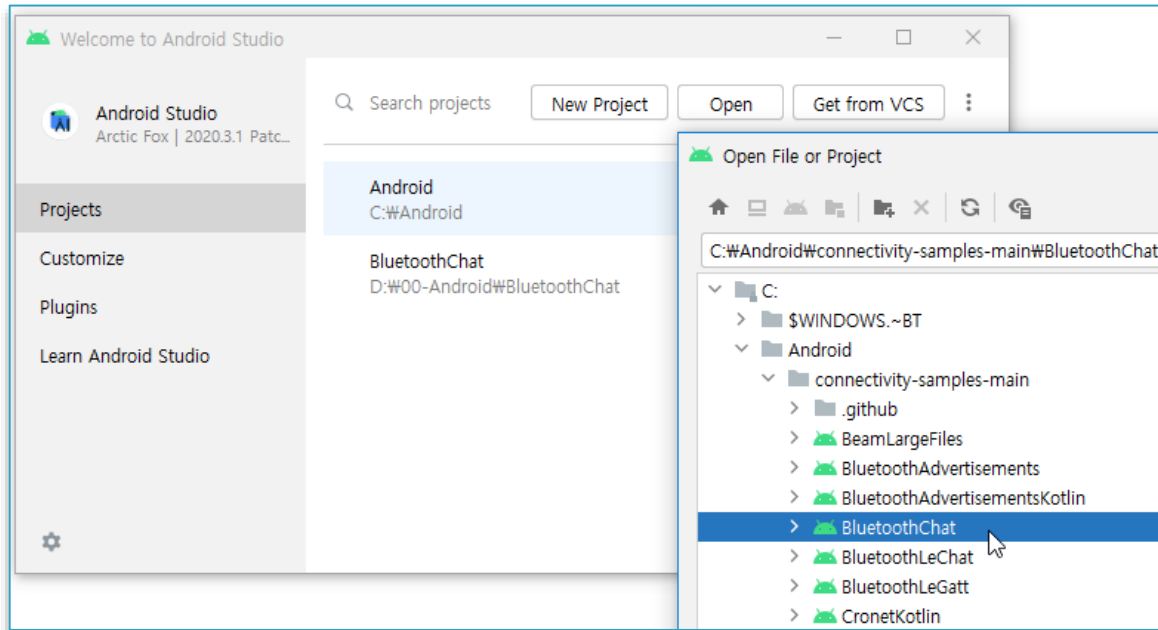 Welcome to Android Studio
Android Studio
Arctic Fox | 2020.3.1 Patc...
Projects
Customize
Plugins
Learn Android Studio
Search projects
New Project
Open
Get from VCS
Android
C:₩Android
BluetoothChat
D:₩00-Android₩BluetoothChat
Open File or Project
C:₩Android₩connectivity-samples-main₩BluetoothChat
C:
$WINDOWS.~BT
Android
connectivity-samples-main
.github
BeamLargeFiles
BluetoothAdvertisements
BluetoothAdvertisementsKotlin
BluetoothChat
BluetoothLeChat
BluetoothLeGatt
CronetKotlin